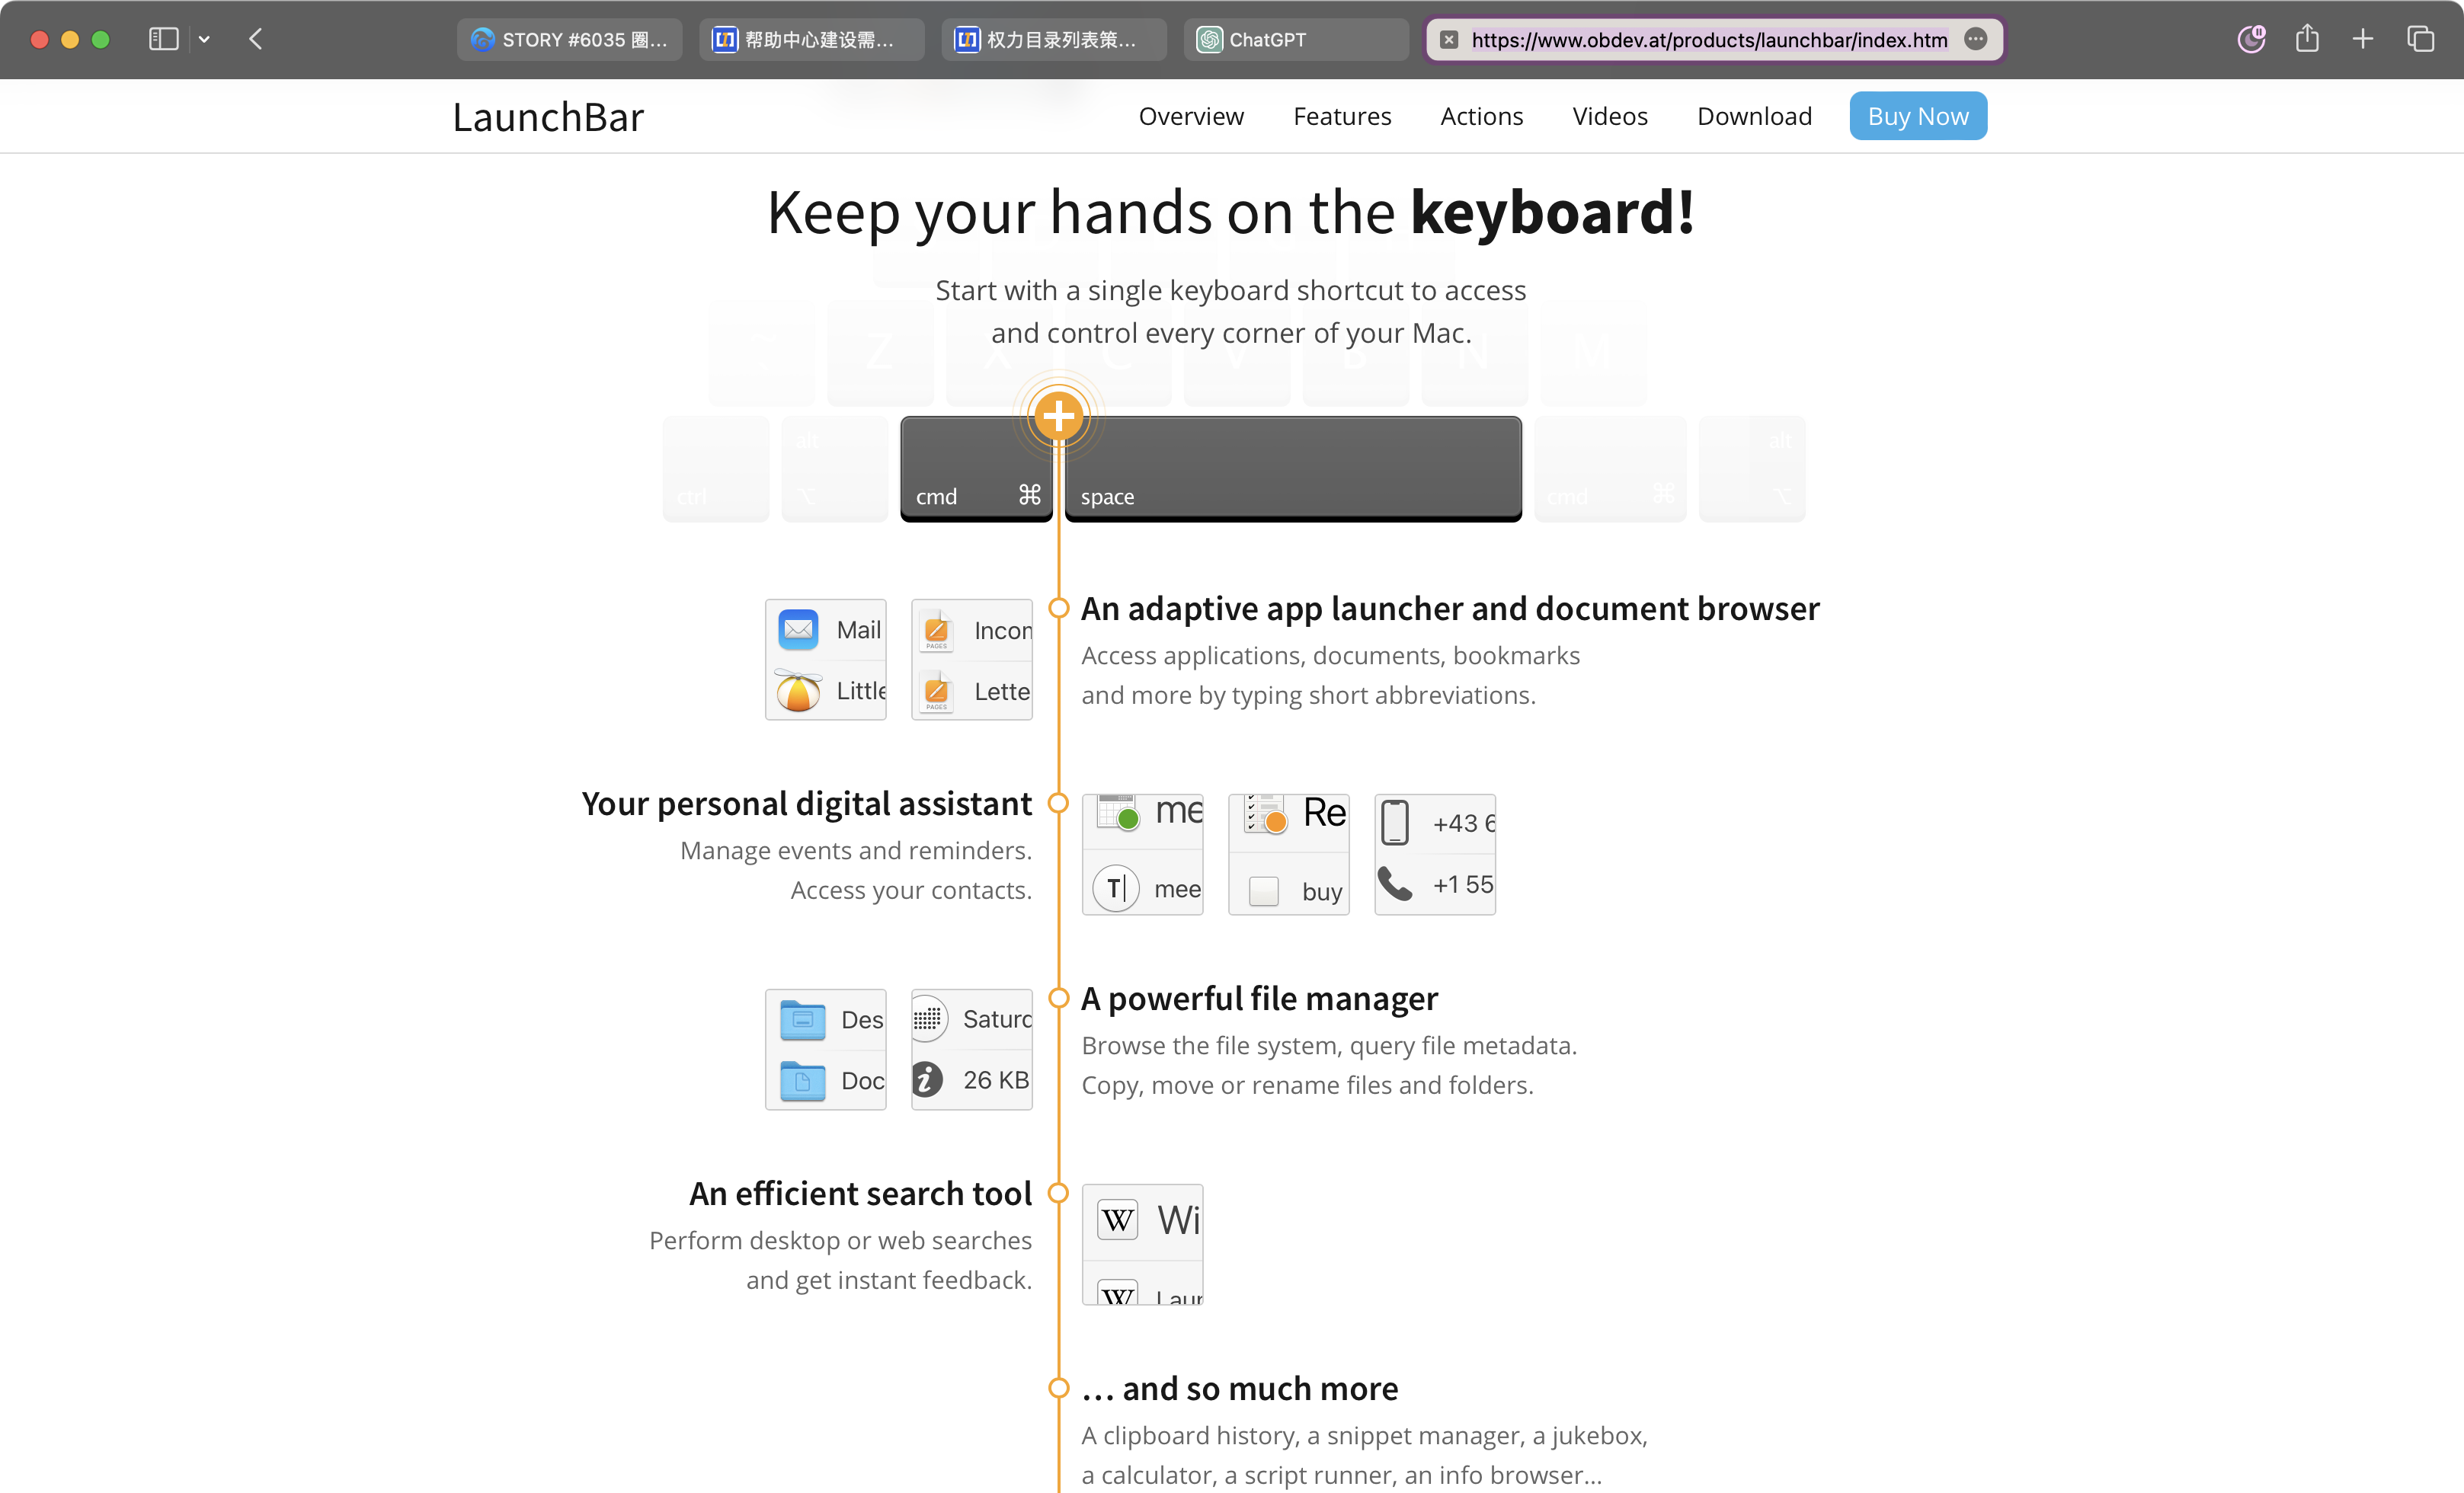 STORY #6035 圈...
帮助中心建设需...
权力目录列表策...
ChatGPT
https://www.obdev.at/products/launchbar/index.htm
LaunchBar
Overview
Features
Actions
Videos
Download
Buy Now
Keep your hands on the keyboard!
Start with a single keyboard shortcut to access
and control every corner of your Mac.
Z X C V B N M
ctrl
alt
cmd
space
cmd
alt
Mail
Little
PAGES
Incon
PAGES
Lette
An adaptive app launcher and document browser
Access applications, documents, bookmarks
and more by typing short abbreviations.
Your personal digital assistant
Manage events and reminders.
Access your contacts.
me
T
mee
Re
buy
+43 6
+1 55
Des
Doc
Saturd
26 KB
A powerful file manager
Browse the file system, query file metadata.
Copy, move or rename files and folders.
An efficient search tool
Perform desktop or web searches
and get instant feedback.
W
Wi
W
Laun
... and so much more
A clipboard history, a snippet manager, a jukebox,
a calculator, a script runner, an info browser...